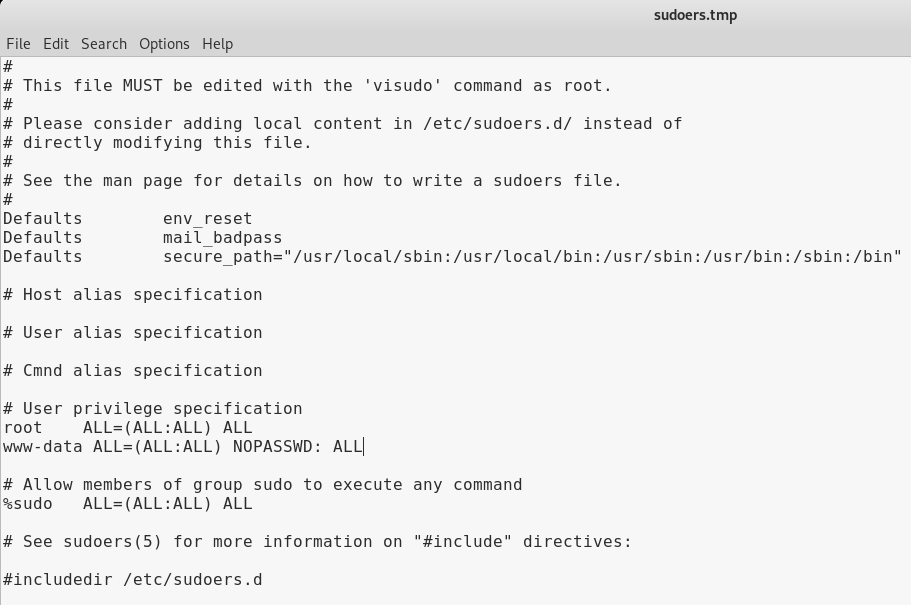 sudoers.tmp
File Edit Search Options Help
#
# This file MUST be edited with the 'visudo' command as root.
#
# Please consider adding local content in /etc/sudoers.d/ instead of
# directly modifying this file.
#
# See the man page for details on how to write a sudoers file.
#
Defaults        env_reset
Defaults        mail_badpass
Defaults        secure_path="/usr/local/sbin:/usr/local/bin:/usr/sbin:/usr/bin:/sbin:/bin"

# Host alias specification

# User alias specification

# Cmnd alias specification

# User privilege specification
root    ALL=(ALL:ALL) ALL
www-data ALL=(ALL:ALL) NOPASSWD: ALL

# Allow members of group sudo to execute any command
%sudo   ALL=(ALL:ALL) ALL

# See sudoers(5) for more information on "#include" directives:

#includedir /etc/sudoers.d